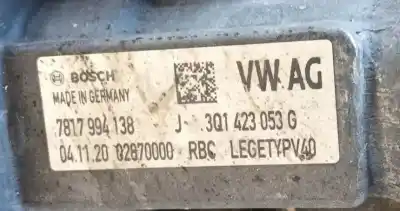 BOSCH VW AG
MADE IN GERMANY
7817 994 138 J 3Q1 423 053 G
04.11.20 02870000 RBC LEGETYPV40